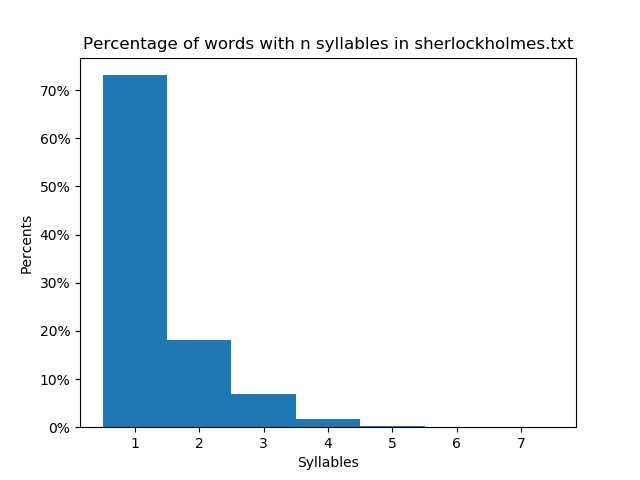 Percentage of words with n syllables in sherlockholmes.txt
70%
60%
50%
40%
30%
20%
10%
0%
Percents
1 2 3 4 5 6 7
Syllables